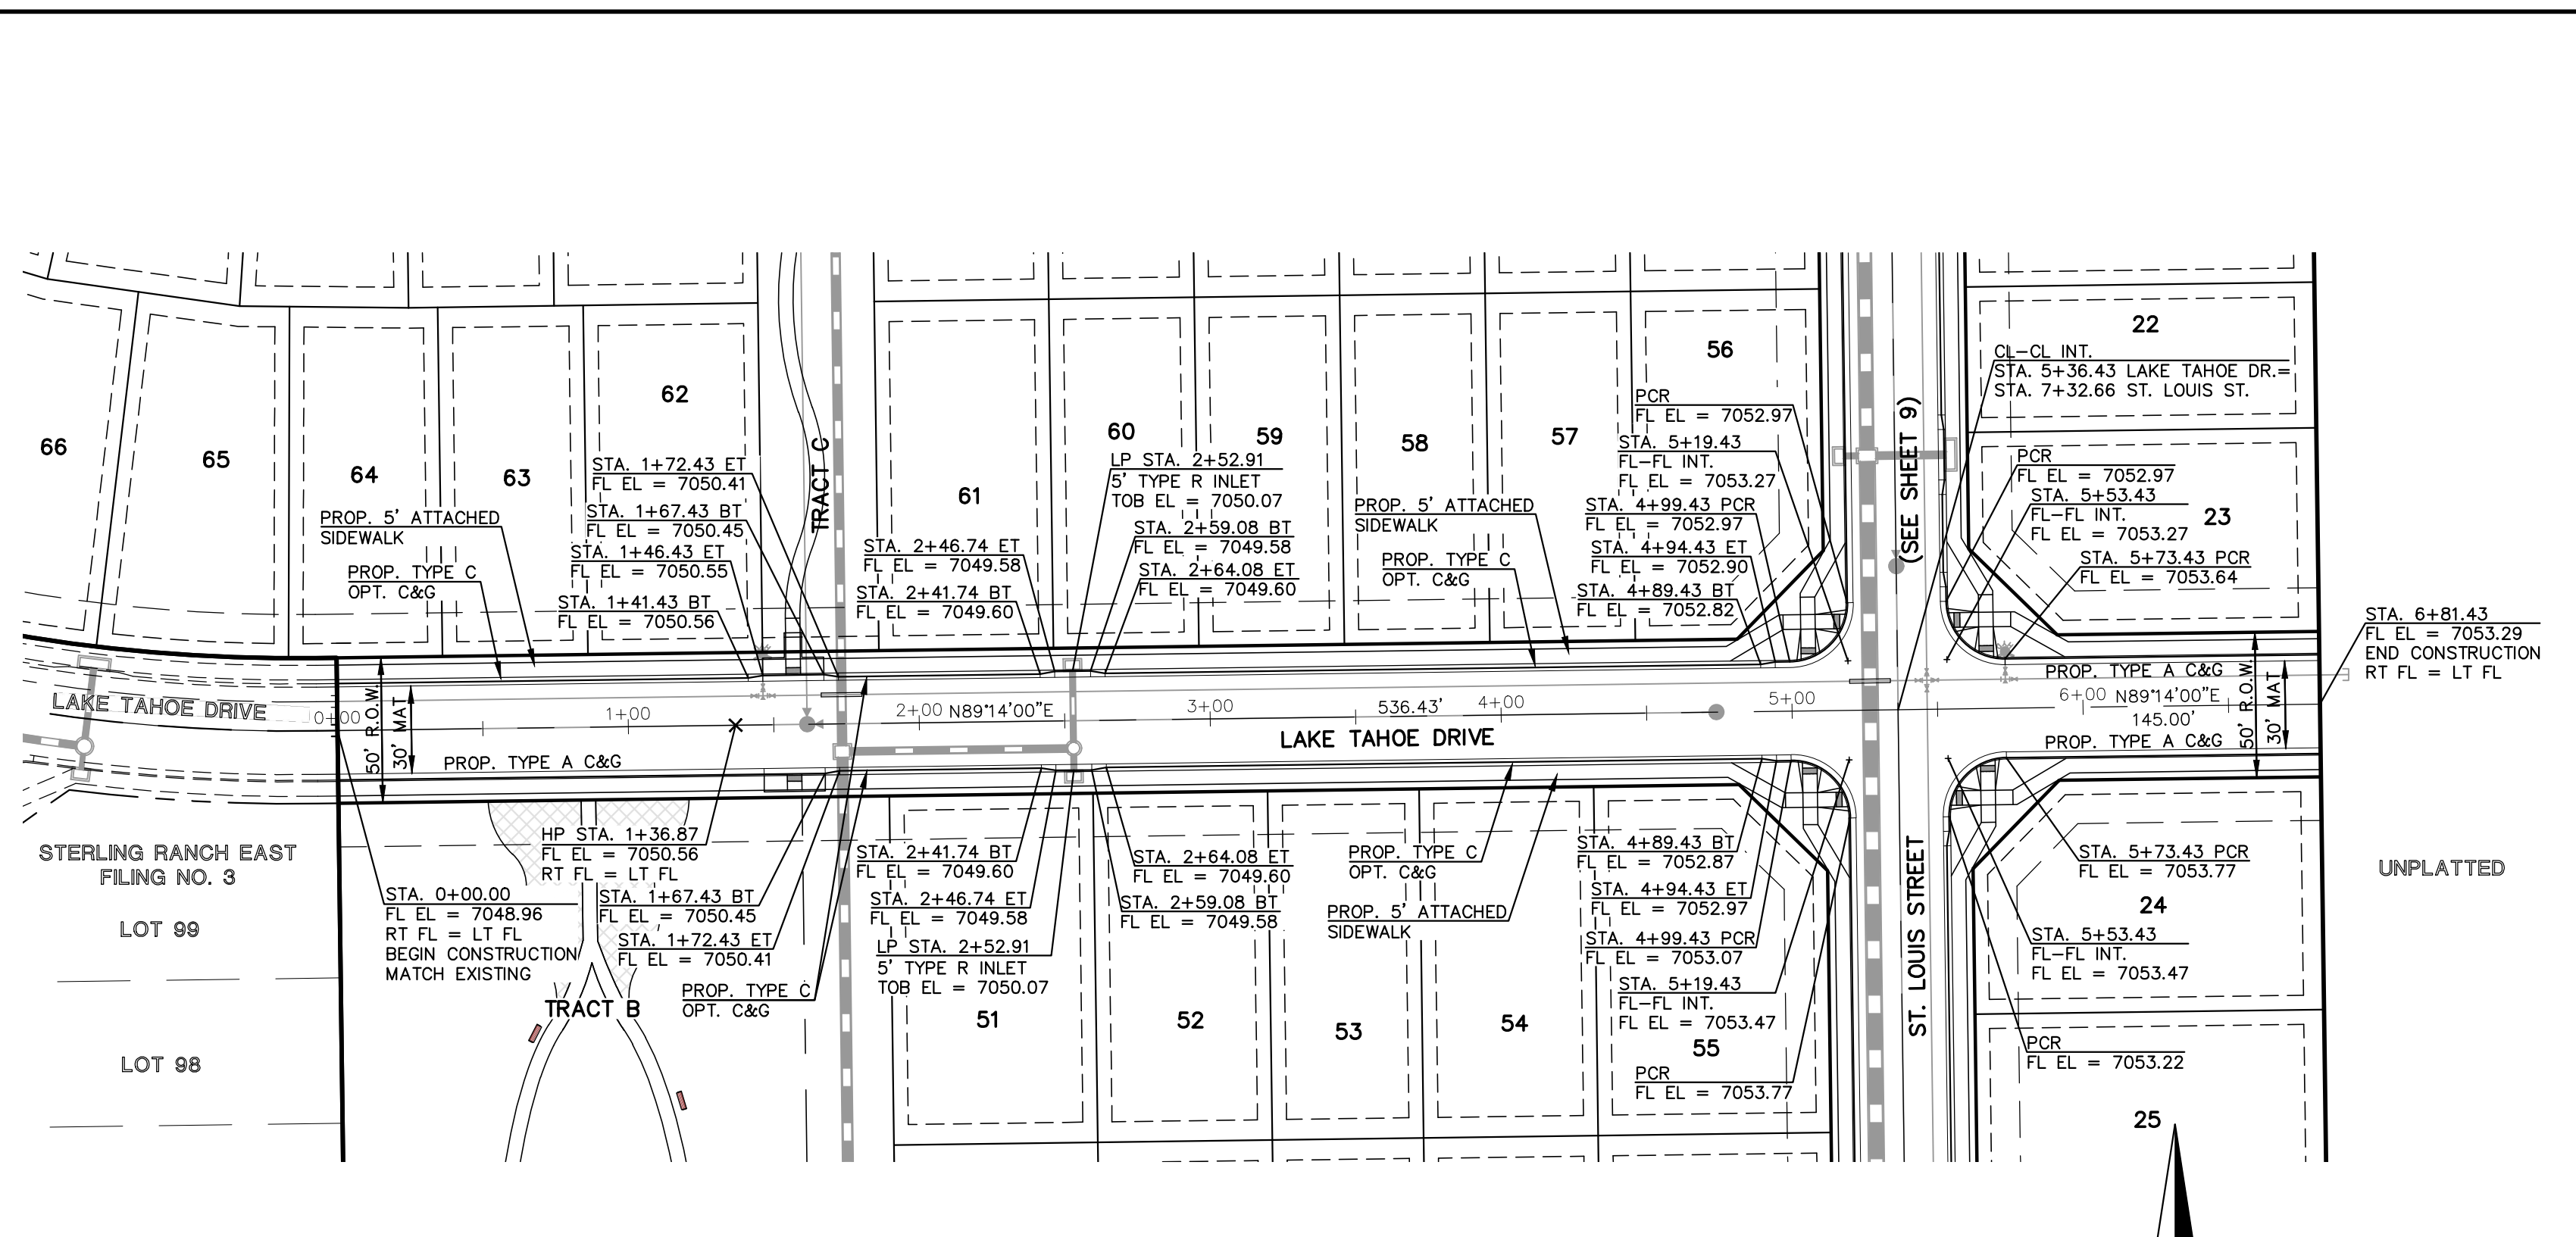 66
65
64
63
62
61
60
59
58
57
56
22
23
TRACT C
(SEE SHEET 9)
PROP. 5' ATTACHED
SIDEWALK
PROP. TYPE C
OPT. C&G
STA. 1+72.43 ET
FL EL = 7050.41
STA. 1+67.43 BT
FL EL = 7050.45
STA. 1+46.43 ET
FL EL = 7050.55
STA. 1+41.43 BT
FL EL = 7050.56
STA. 2+46.74 ET
FL EL = 7049.58
STA. 2+41.74 BT
FL EL = 7049.60
LP STA. 2+52.91
5' TYPE R INLET
TOB EL = 7050.07
STA. 2+59.08 BT
FL EL = 7049.58
STA. 2+64.08 ET
FL EL = 7049.60
PROP. 5' ATTACHED
SIDEWALK
PROP. TYPE C
OPT. C&G
PCR
FL EL = 7052.97
STA. 5+19.43
FL-FL INT.
FL EL = 7053.27
STA. 4+99.43 PCR
FL EL = 7052.97
STA. 4+94.43 ET
FL EL = 7052.90
STA. 4+89.43 BT
FL EL = 7052.82
CL-CL INT.
STA. 5+36.43 LAKE TAHOE DR.=
STA. 7+32.66 ST. LOUIS ST.
PCR
FL EL = 7052.97
STA. 5+53.43
FL-FL INT.
FL EL = 7053.27
STA. 5+73.43 PCR
FL EL = 7053.64
STA. 6+81.43
FL EL = 7053.29
END CONSTRUCTION
RT FL = LT FL
LAKE TAHOE DRIVE
0+00
50' R.O.W.
30' MAT
1+00
2+00
N89°14'00"E
3+00
536.43'
4+00
5+00
6+00
N89°14'00"E
145.00'
LAKE TAHOE DRIVE
PROP. TYPE A C&G
PROP. TYPE A C&G
PROP. TYPE A C&G
50' R.O.W.
30' MAT
STERLING RANCH EAST
FILING NO. 3
LOT 99
LOT 98
STA. 0+00.00
FL EL = 7048.96
RT FL = LT FL
BEGIN CONSTRUCTION
MATCH EXISTING
HP STA. 1+36.87
FL EL = 7050.56
RT FL = LT FL
STA. 1+67.43 BT
FL EL = 7050.45
STA. 1+72.43 ET
FL EL = 7050.41
PROP. TYPE C
OPT. C&G
TRACT B
STA. 2+41.74 BT
FL EL = 7049.60
STA. 2+46.74 ET
FL EL = 7049.58
LP STA. 2+52.91
5' TYPE R INLET
TOB EL = 7050.07
STA. 2+64.08 ET
FL EL = 7049.60
STA. 2+59.08 BT
FL EL = 7049.58
PROP. TYPE C
OPT. C&G
PROP. 5' ATTACHED
SIDEWALK
STA. 4+89.43 BT
FL EL = 7052.87
STA. 4+94.43 ET
FL EL = 7052.97
STA. 4+99.43 PCR
FL EL = 7053.07
STA. 5+19.43
FL-FL INT.
FL EL = 7053.47
PCR
FL EL = 7053.77
51
52
53
54
55
ST. LOUIS STREET
STA. 5+73.43 PCR
FL EL = 7053.77
24
STA. 5+53.43
FL-FL INT.
FL EL = 7053.47
PCR
FL EL = 7053.22
25
UNPLATTED